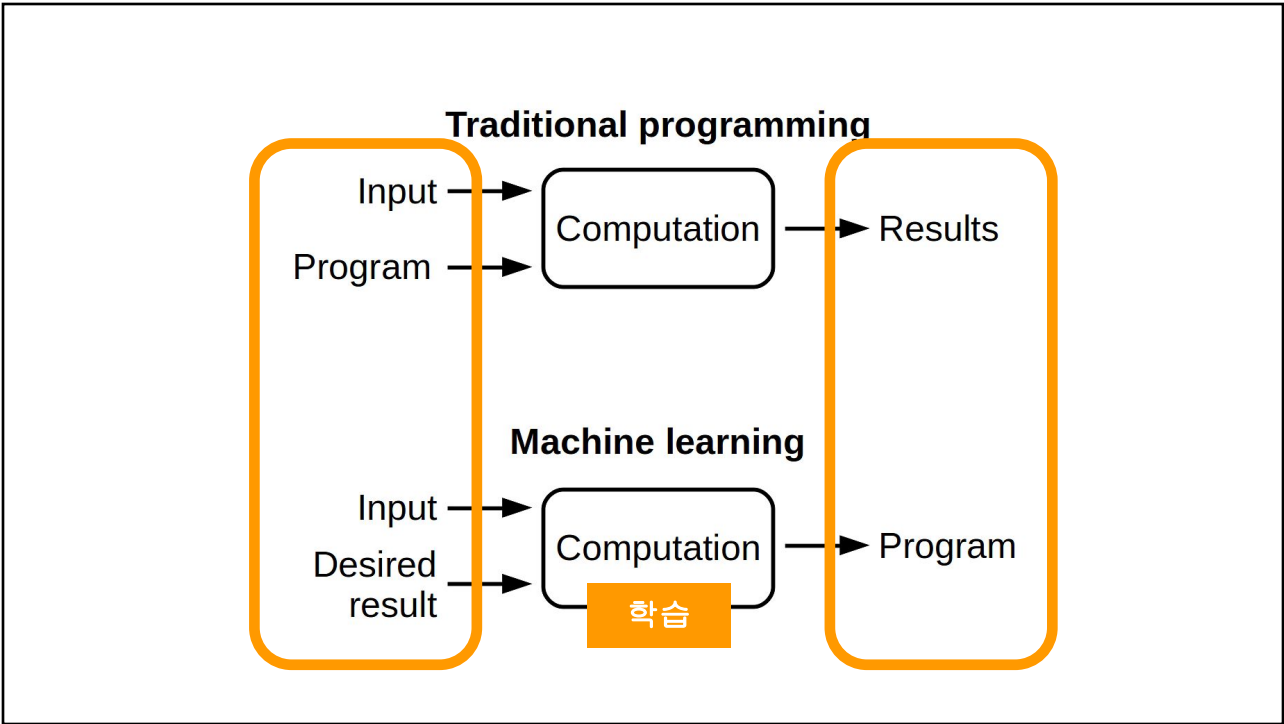 Traditional programming
Input
Program
Computation
Results
Machine learning
Input
Desired
result
Computation
학습
Program